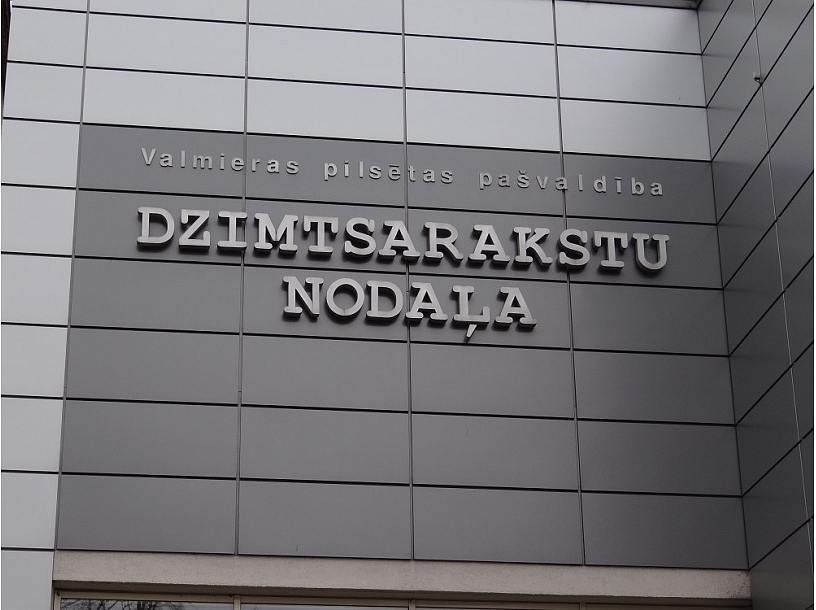 Valmieras pilsētas pašvaldība
DZIMTSARAKSTU
NODAĻA